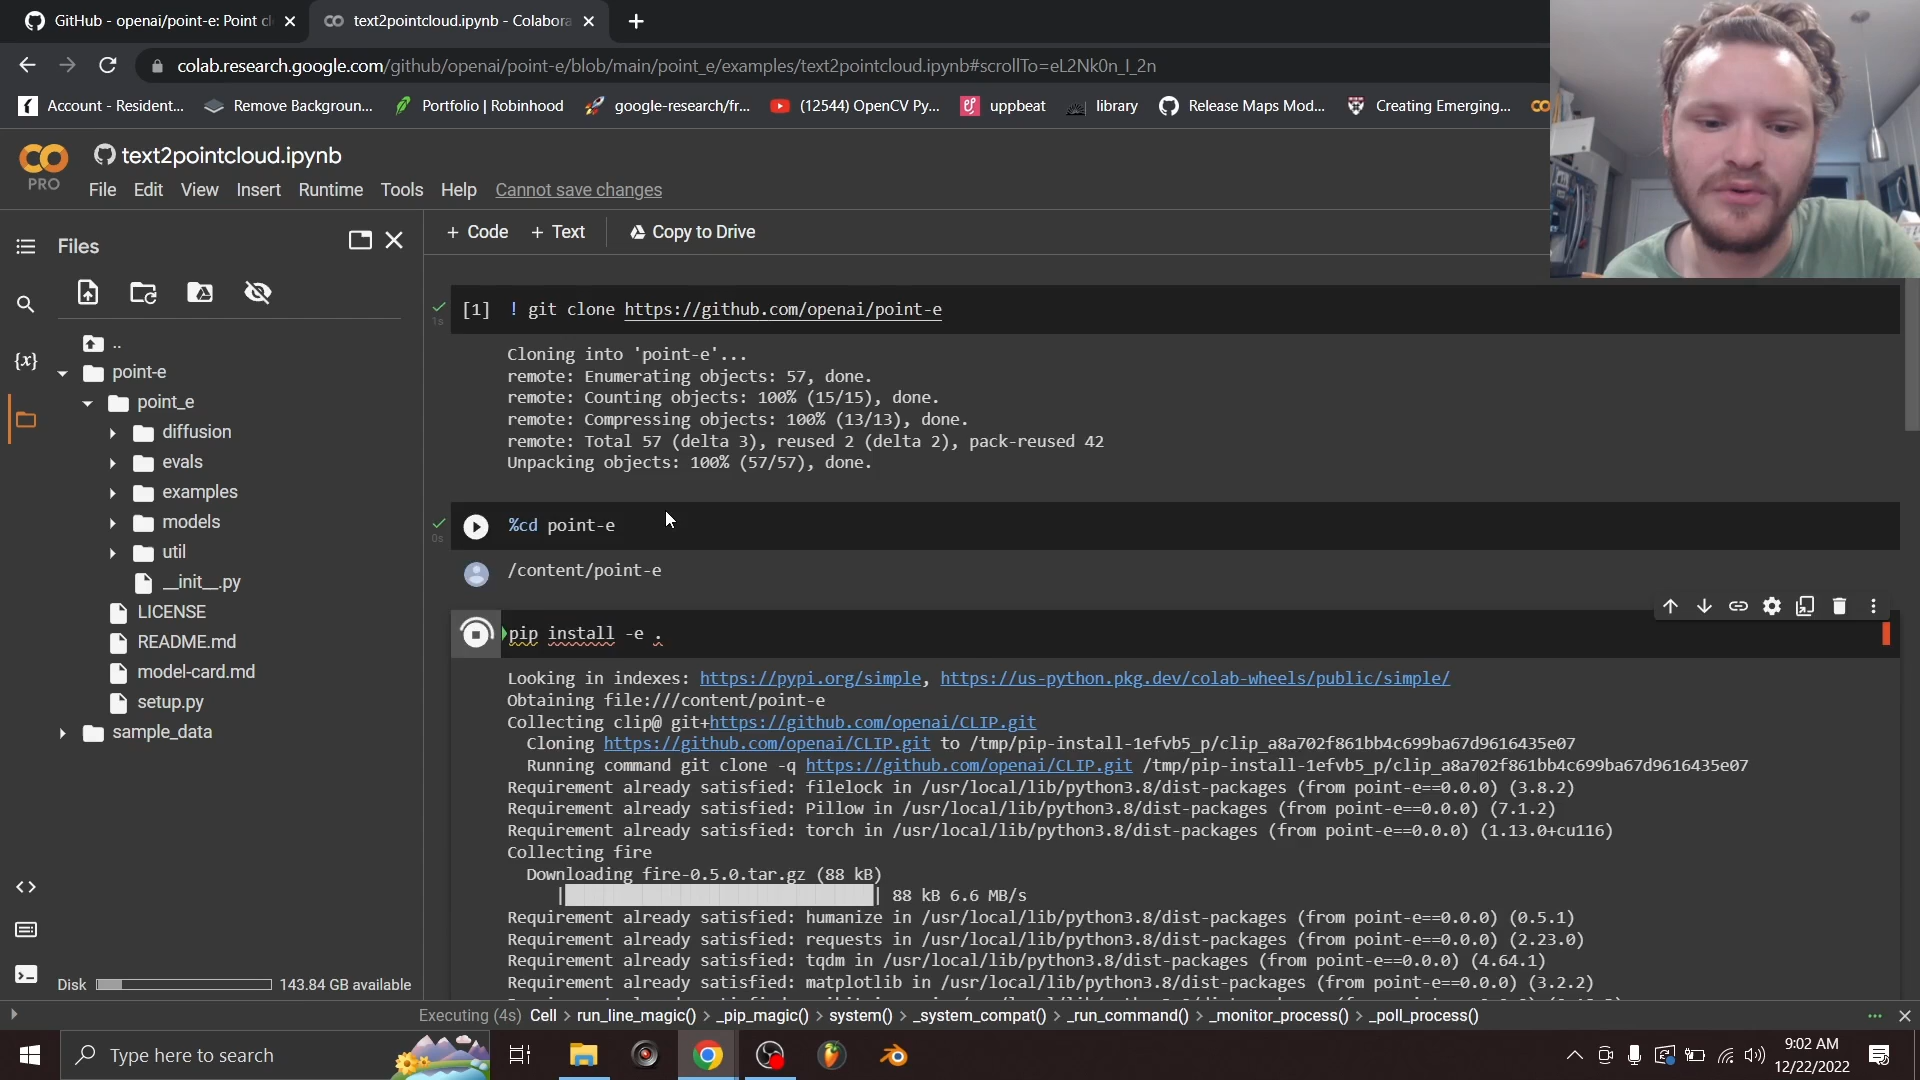 GitHub - openai/point-e: Point cl
text2pointcloud.ipynb - Colabora
colab.research.google.com/github/openai/point-e/blob/main/point_e/examples/text2pointcloud.ipynb#scrollTo=eL2Nk0n_l_2n
Account - Resident...
Remove Backgroun...
Portfolio | Robinhood
google-research/fr...
(12544) OpenCV Py...
uppbeat
library
Release Maps Mod...
Creating Emerging...
PRO
text2pointcloud.ipynb
File Edit View Insert Runtime Tools Help Cannot save changes
Files
+ Code + Text Copy to Drive
..
point-e
point_e
diffusion
evals
examples
models
util
__init__.py
LICENSE
README.md
model-card.md
setup.py
sample_data
{x}
Disk 143.84 GB available
1s
[1] ! git clone https://github.com/openai/point-e
Cloning into 'point-e'...
remote: Enumerating objects: 57, done.
remote: Counting objects: 100% (15/15), done.
remote: Compressing objects: 100% (13/13), done.
remote: Total 57 (delta 3), reused 2 (delta 2), pack-reused 42
Unpacking objects: 100% (57/57), done.
0s
%cd point-e
/content/point-e
pip install -e .
Looking in indexes: https://pypi.org/simple, https://us-python.pkg.dev/colab-wheels/public/simple/
Obtaining file:///content/point-e
Collecting clip@ git+https://github.com/openai/CLIP.git
Cloning https://github.com/openai/CLIP.git to /tmp/pip-install-1efvb5_p/clip_a8a702f861bb4c699ba67d9616435e07
Running command git clone -q https://github.com/openai/CLIP.git /tmp/pip-install-1efvb5_p/clip_a8a702f861bb4c699ba67d9616435e07
Requirement already satisfied: filelock in /usr/local/lib/python3.8/dist-packages (from point-e==0.0.0) (3.8.2)
Requirement already satisfied: Pillow in /usr/local/lib/python3.8/dist-packages (from point-e==0.0.0) (7.1.2)
Requirement already satisfied: torch in /usr/local/lib/python3.8/dist-packages (from point-e==0.0.0) (1.13.0+cu116)
Collecting fire
Downloading fire-0.5.0.tar.gz (88 kB)
| | 88 kB 6.6 MB/s
Requirement already satisfied: humanize in /usr/local/lib/python3.8/dist-packages (from point-e==0.0.0) (0.5.1)
Requirement already satisfied: requests in /usr/local/lib/python3.8/dist-packages (from point-e==0.0.0) (2.23.0)
Requirement already satisfied: tqdm in /usr/local/lib/python3.8/dist-packages (from point-e==0.0.0) (4.64.1)
Requirement already satisfied: matplotlib in /usr/local/lib/python3.8/dist-packages (from point-e==0.0.0) (3.2.2)
Executing (4s) Cell > run_line_magic() > _pip_magic() > system() > _system_compat() > _run_command() > _monitor_process() > _poll_process()
Type here to search
9:02 AM
12/22/2022